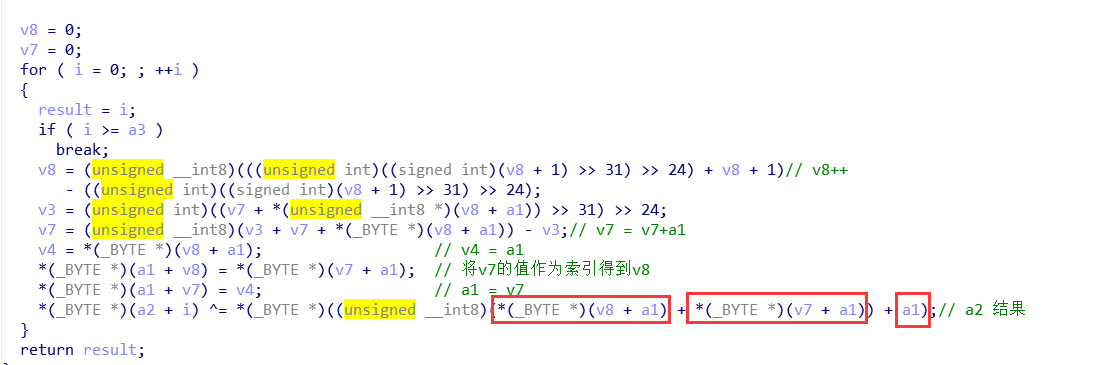 v8 = 0;
v7 = 0;
for ( i = 0; ; ++i )
{
result = i;
if ( i >= a3 )
break;
v8 = (unsigned __int8)(((unsigned int)((signed int)(v8 + 1) >> 31) >> 24) + v8 + 1)// v8++
- ((unsigned int)((signed int)(v8 + 1) >> 31) >> 24);
v3 = (unsigned int)((v7 + *(unsigned __int8 *)(v8 + a1)) >> 31) >> 24;
v7 = (unsigned __int8)(v3 + v7 + *(_BYTE *)(v8 + a1)) - v3;// v7 = v7+a1
v4 = *(_BYTE *)(v8 + a1); // v4 = a1
*(_BYTE *)(a1 + v8) = *(_BYTE *)(v7 + a1); // 将v7的值作为索引得到v8
*(_BYTE *)(a1 + v7) = v4; // a1 = v7
*(_BYTE *)(a2 + i) ^= *(_BYTE *)((unsigned __int8)(*(_BYTE *)(v8 + a1) + *(_BYTE *)(v7 + a1)) + a1);// a2 结果
}
return result;